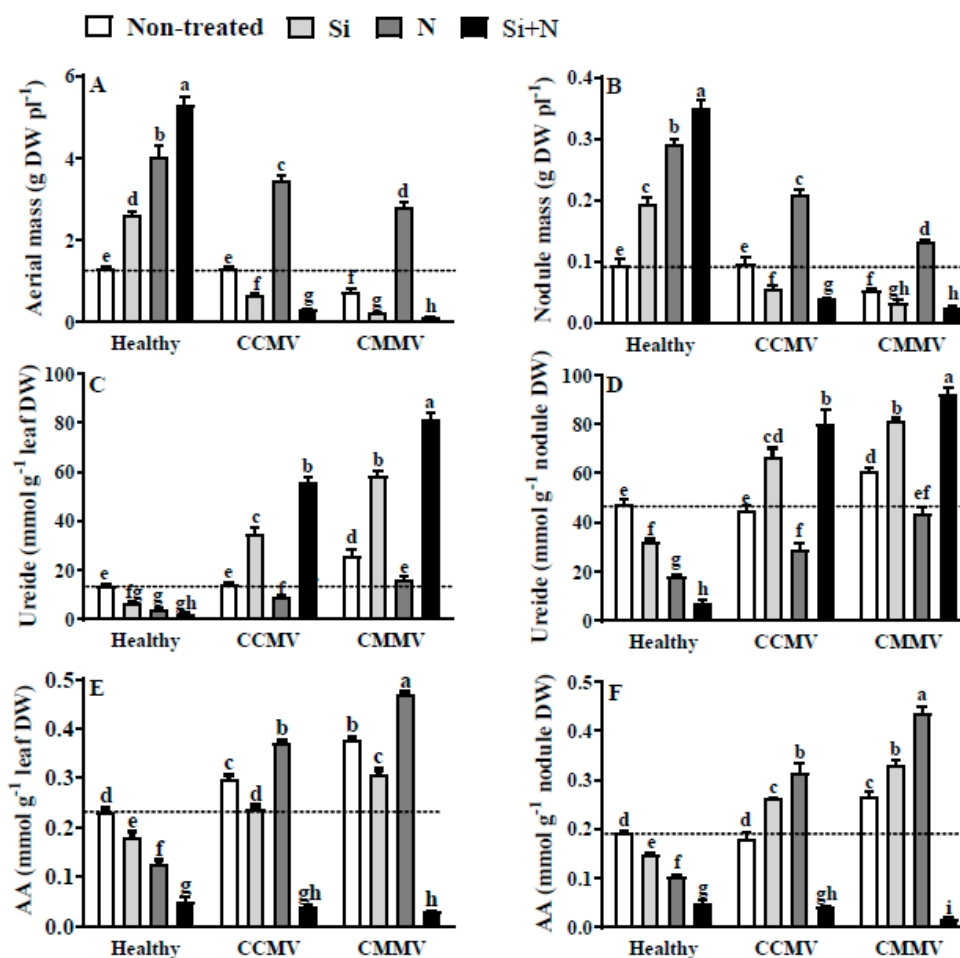 Non-treated Si N Si+N
A
Aerial mass (g DW pl⁻¹)
6
4
2
0
e d b a
e f c g
f g d h
Healthy CCMV CMMV
B
Nodule mass (g DW pl⁻¹)
0.4
0.3
0.2
0.1
0.0
e c b a
e f c g
f gh d h
Healthy CCMV CMMV
C
Ureide (mmol g⁻¹ leaf DW)
100
80
60
40
20
0
e fg g gh
e c f b
d b e a
Healthy CCMV CMMV
D
Ureide (mmol g⁻¹ nodule DW)
100
80
60
40
20
0
e f g h
e cd e b
d b ef a
Healthy CCMV CMMV
E
AA (mmol g⁻¹ leaf DW)
0.5
0.4
0.3
0.2
0.1
0.0
d e f g
c d b gh
b c a h
Healthy CCMV CMMV
F
AA (mmol g⁻¹ nodule DW)
0.5
0.4
0.3
0.2
0.1
0.0
d e f g
d c b gh
c b a i
Healthy CCMV CMMV